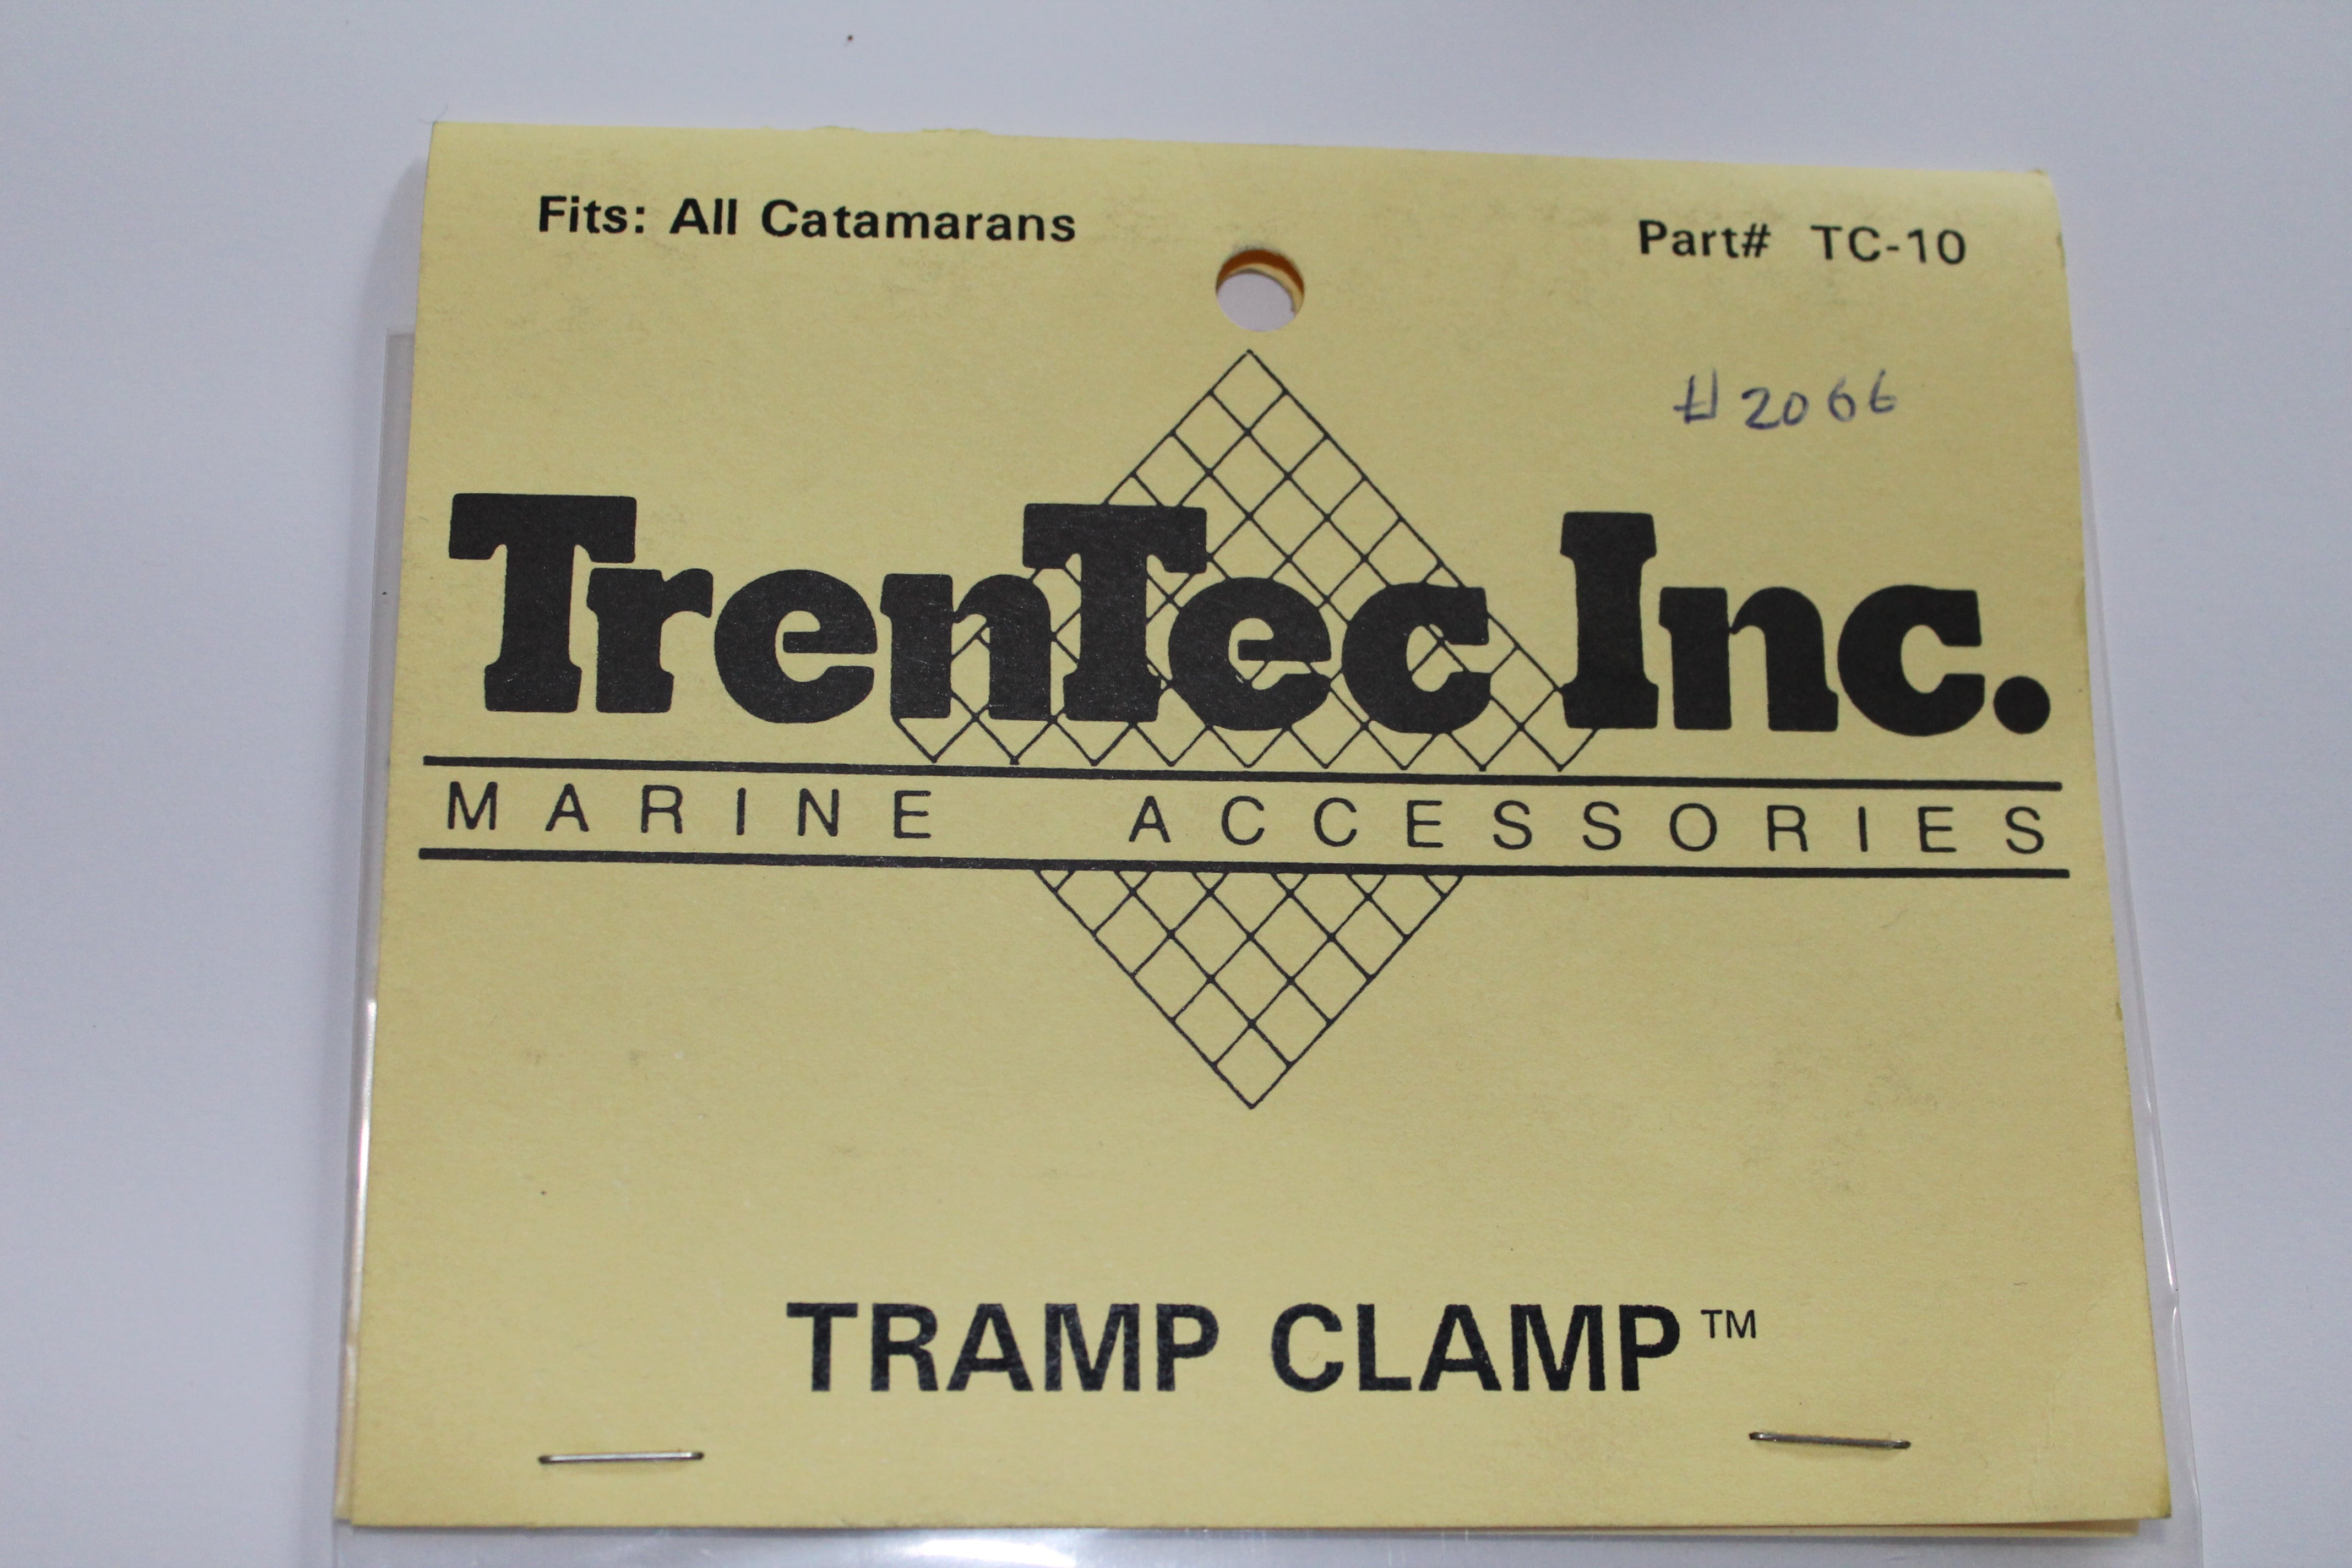 Fits: All Catamarans
Part# TC-10
#2066
TrenTec Inc.
MARINE ACCESSORIES
TRAMP CLAMP™